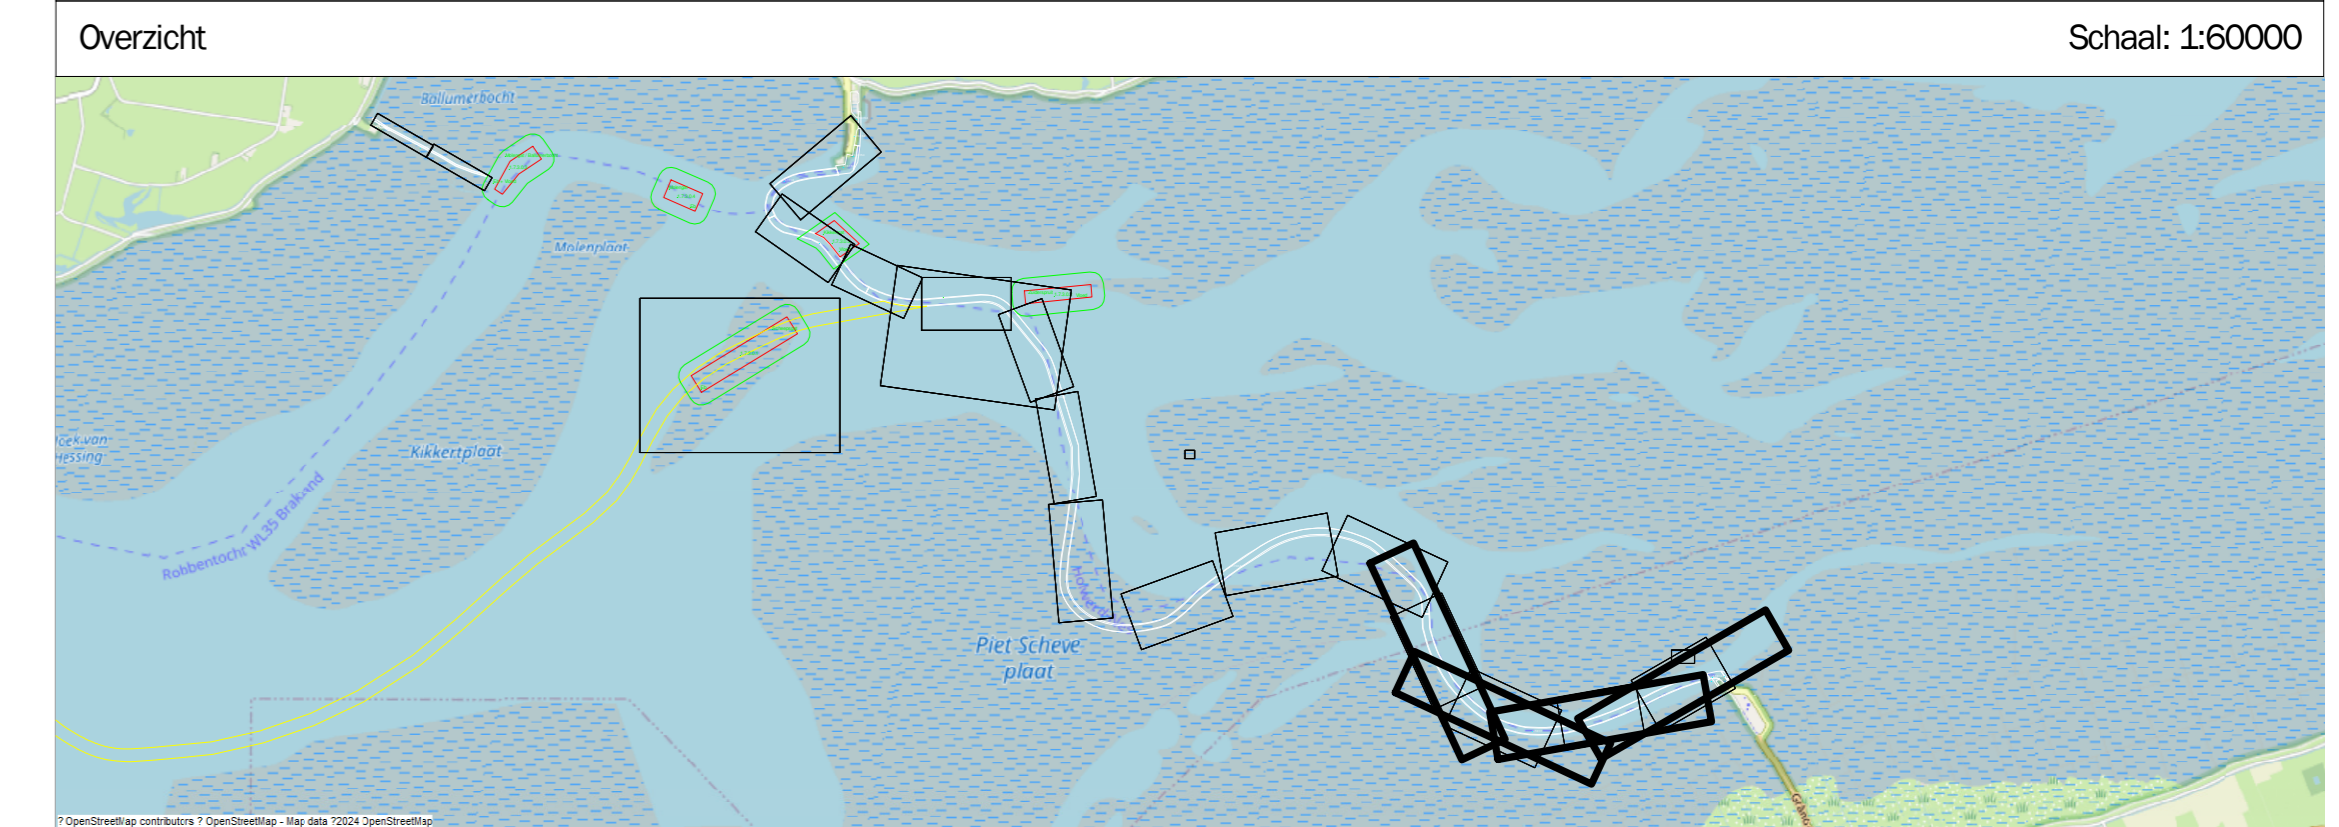 Overzicht
Schaal: 1:60000
Ballumerbocht
Molenplaat
Kikkertplaat
Robbentocht WL35 Brakzand
Piet Scheve
plaat
? OpenStreetMap contributors ? OpenStreetMap - Map data ?2024 OpenStreetMap